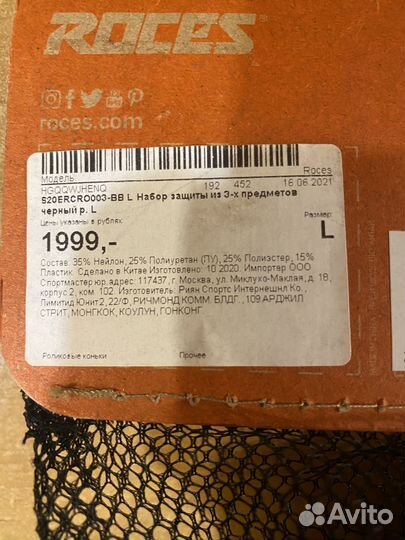 ROCES
roces.com
Модель: Roces
HGQQWJHENQ 192 452 16.06.2021
S20ERCRO003-BB L Набор защиты из 3-х предметов
черный р. L
Цены указаны в рублях: Размер:
1999,- L
Состав: 35% Нейлон, 25% Полиуретан (ПУ), 25% Полиэстер, 15%
Пластик. Сделано в Китае Изготовлено: 10.2020. Импортер ООО
Спортмастер юр.адрес: 117437, г. Москва, ул. Миклухо-Маклая, д. 18,
корпус 2, ком. 102. Изготовитель: Риян Спортс Интернешнл Ко.,
Лимитид Юнит2, 22/Ф, РИЧМОНД КОММ. БЛДГ., 109 АРДЖИЛ
СТРИТ, МОНГКОК, КОУЛУН, ГОНКОНГ.
Роликовые коньки Прочее
Avito